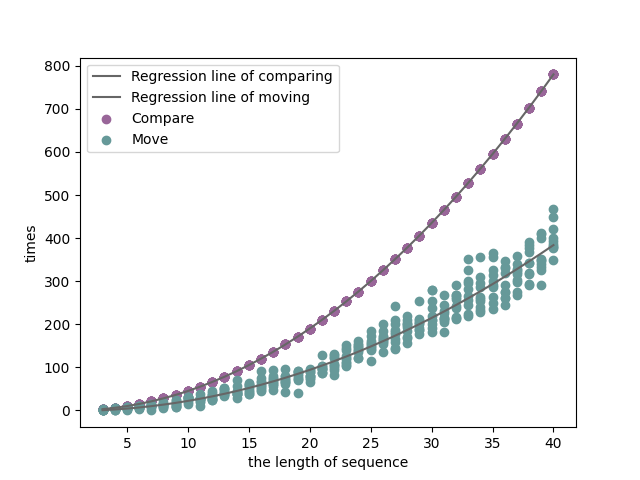 Regression line of comparing
Regression line of moving
Compare
Move
times
800
700
600
500
400
300
200
100
0
5 10 15 20 25 30 35 40
the length of sequence